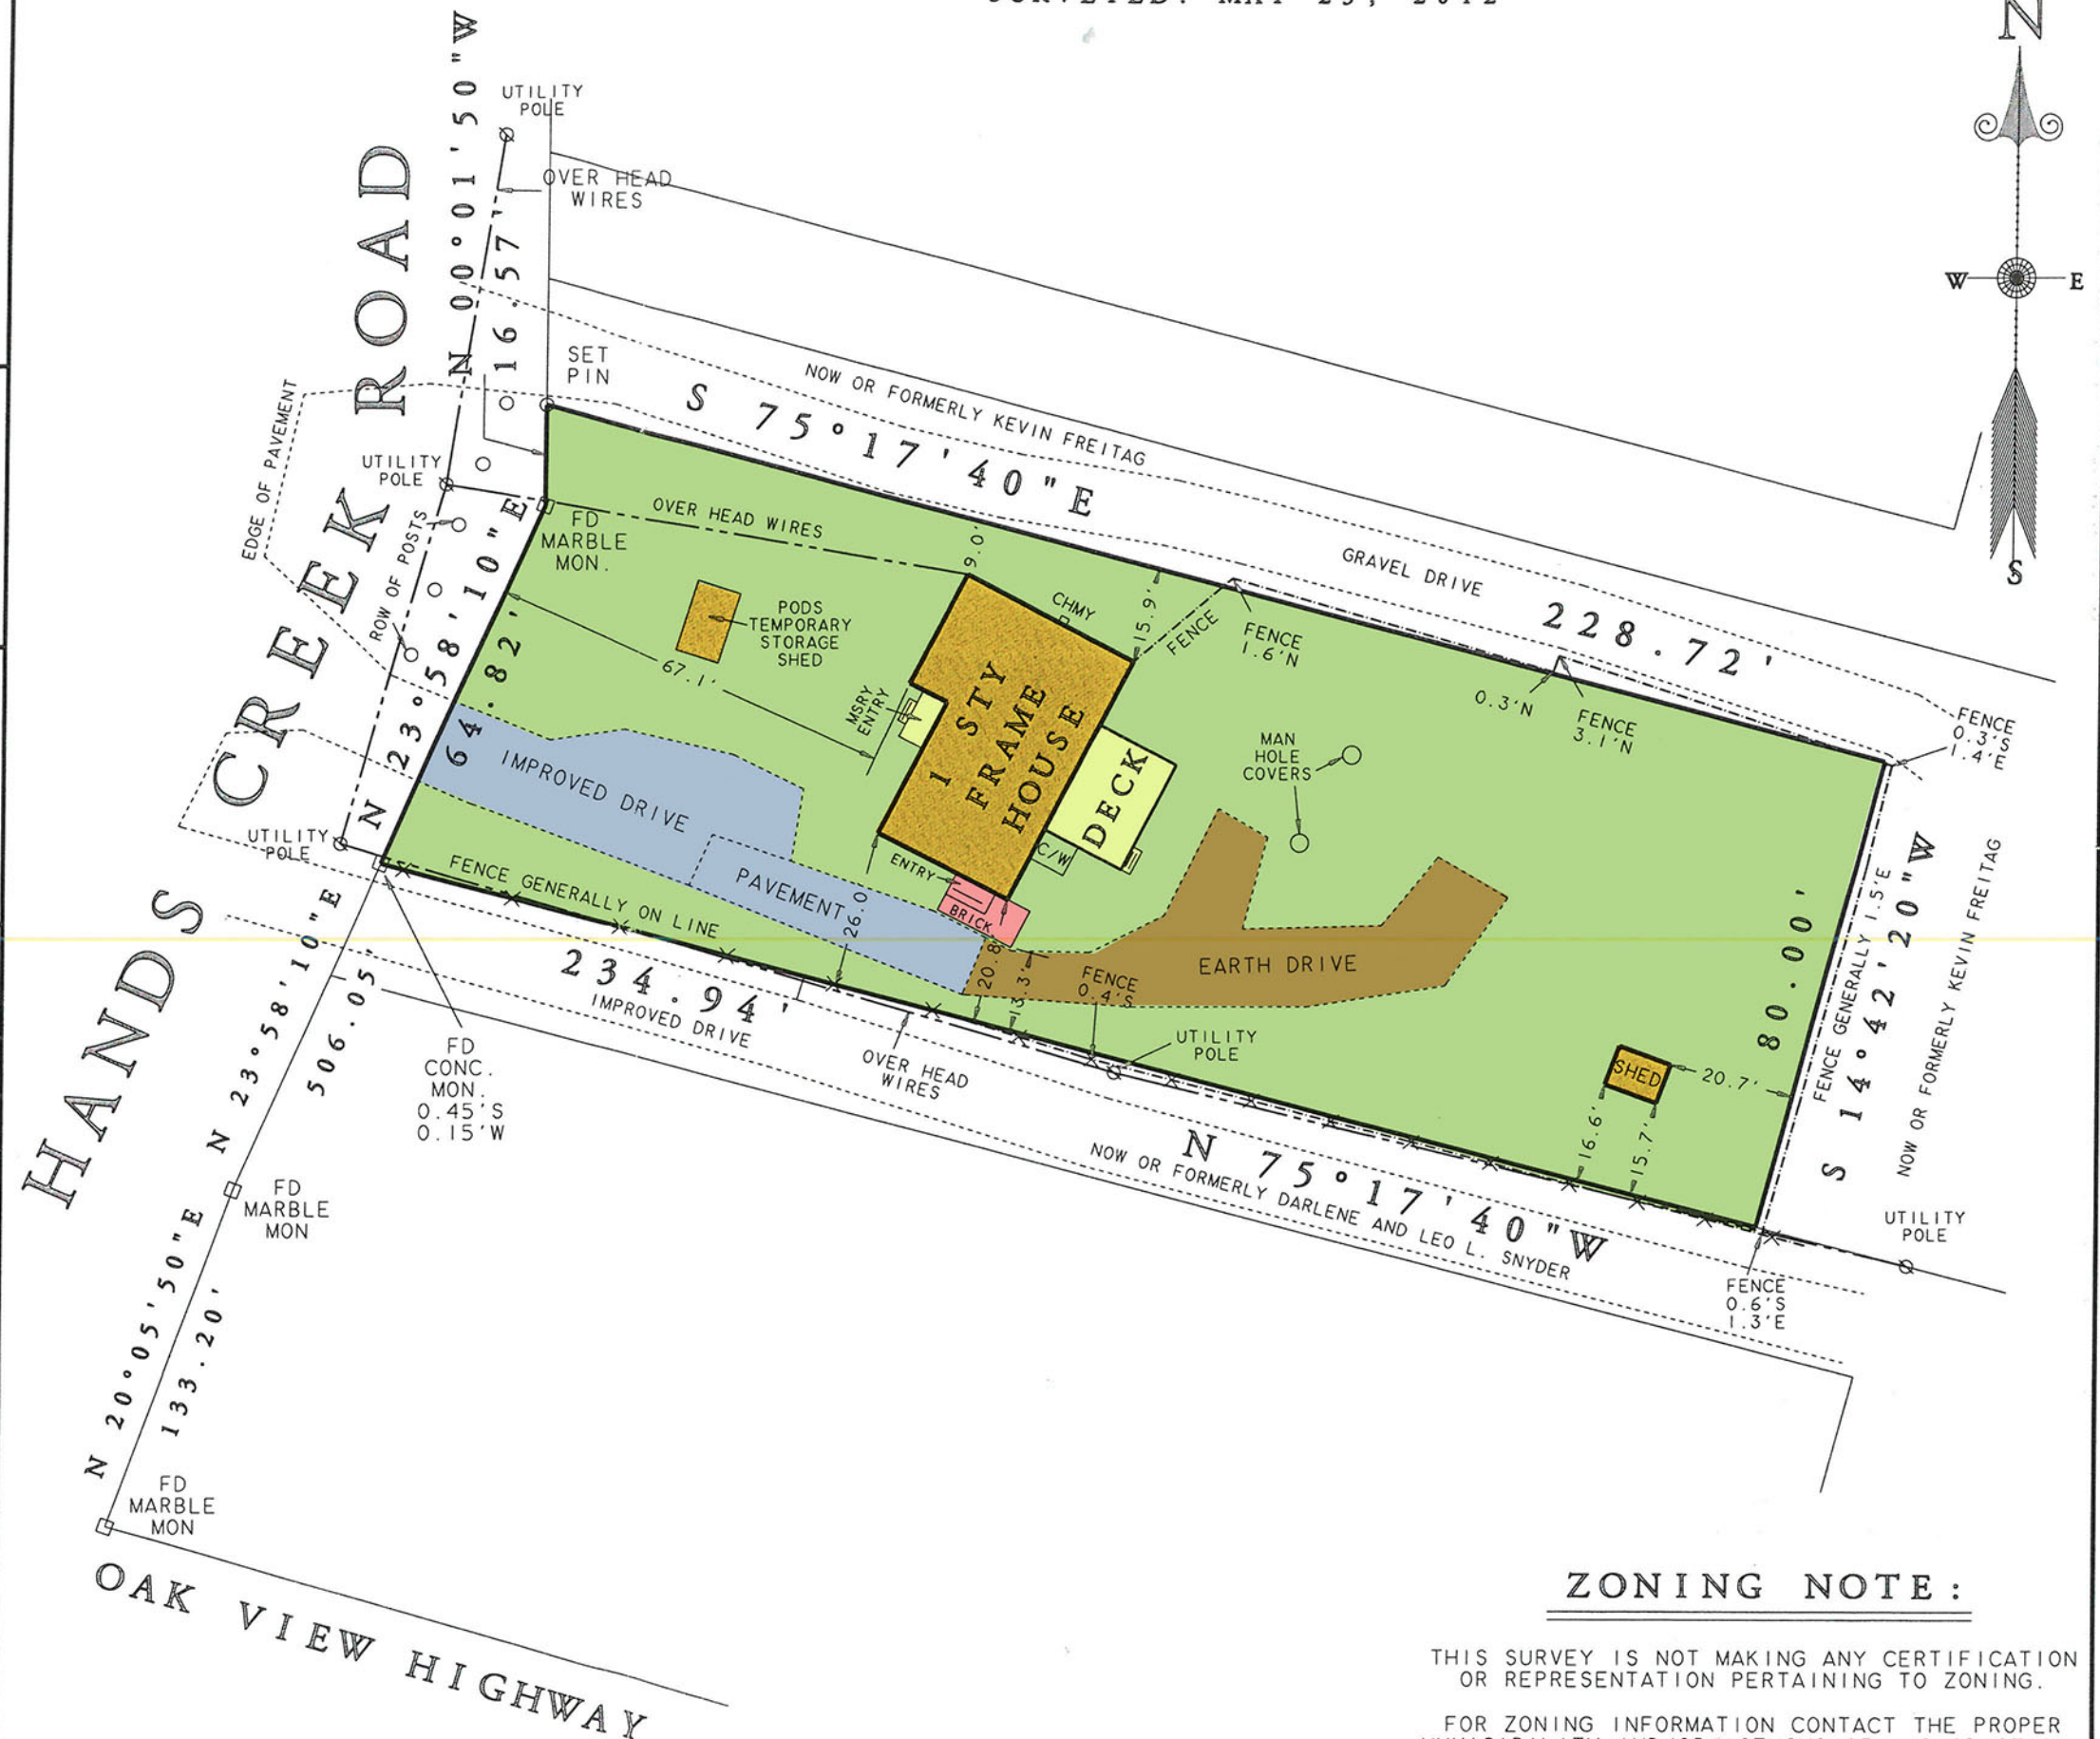 SURVEYED: MAY 25, 2012
N
W E
S
UTILITY
POLE
OVER HEAD
WIRES
N 00°01'50"W
16.57'
SET
PIN
HANDS CREEK ROAD
EDGE OF PAVEMENT
UTILITY
POLE
ROW OF POSTS
N 23°58'10"E
64.82'
NOW OR FORMERLY KEVIN FREITAG
S 75°17'40"E
228.72'
GRAVEL DRIVE
FD
MARBLE
MON.
OVER HEAD WIRES
9.0'
PODS
TEMPORARY
STORAGE
SHED
67.1'
MSRY
ENTRY
CHMY
15.9'
FENCE
FENCE
1.6'N
0.3'N
FENCE
3.1'N
FENCE
0.3'S
1.4'E
1 STY
FRAME
HOUSE
DECK
C/W
MAN
HOLE
COVERS
IMPROVED DRIVE
PAVEMENT
ENTRY
BRICK
26.0
20.8
13.3'
FENCE
0.4'S
EARTH DRIVE
UTILITY
POLE
FENCE GENERALLY ON LINE
234.94'
IMPROVED DRIVE
OVER HEAD
WIRES
UTILITY
POLE
SHED
20.7'
16.6'
15.7'
80.00'
FENCE GENERALLY 1.5'E
S 14°42'20"W
NOW OR FORMERLY KEVIN FREITAG
N 75°17'40"W
NOW OR FORMERLY DARLENE AND LEO L. SNYDER
UTILITY
POLE
FENCE
0.6'S
1.3'E
N 23°58'10"E
506.05'
FD
CONC.
MON.
0.45'S
0.15'W
FD
MARBLE
MON
N 20°05'50"E
133.20'
FD
MARBLE
MON
OAK VIEW HIGHWAY
ZONING NOTE:
THIS SURVEY IS NOT MAKING ANY CERTIFICATION
OR REPRESENTATION PERTAINING TO ZONING.
FOR ZONING INFORMATION CONTACT THE PROPER